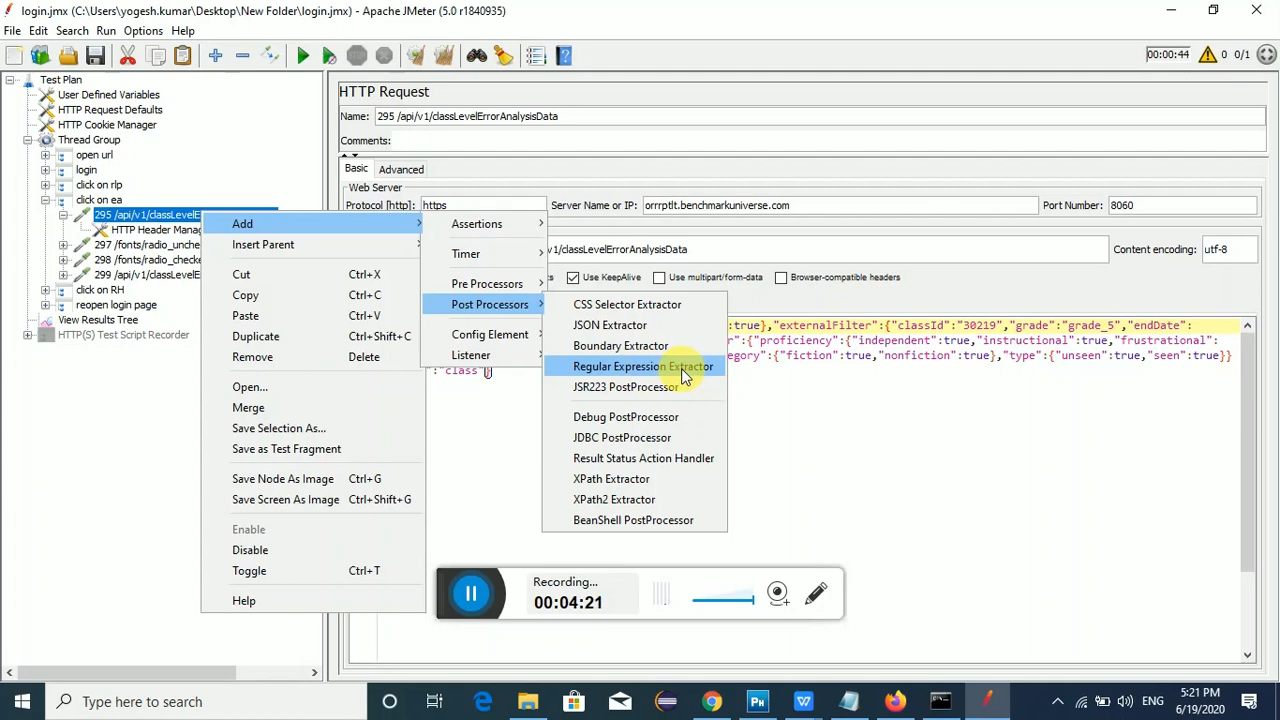 login.jmx (C:\Users\yogesh.kumar\Desktop\New Folder\login.jmx) - Apache JMeter (5.0 r1840935)
File Edit Search Run Options Help
00:00:44 0 0/1
Test Plan
User Defined Variables
HTTP Request Defaults
HTTP Cookie Manager
Thread Group
open url
login
click on rlp
click on ea
295 /api/v1/classLevelE
HTTP Header Mana
297 /fonts/radio_unche
298 /fonts/radio_checke
299 /api/v1/classLevelE
click on RH
reopen login page
View Results Tree
HTTP(S) Test Script Recorder
HTTP Request
Name: 295 /api/v1/classLevelErrorAnalysisData
Comments:
Basic Advanced
Web Server
Protocol [http]: https Server Name or IP: orrrptlt.benchmarkuniverse.com Port Number: 8060
v1/classLevelErrorAnalysisData Content encoding: utf-8
ts Use KeepAlive Use multipart/form-data Browser-compatible headers
:true},"externalFilter":{"classId":"30219","grade":"grade_5","endDate":
r":{"proficiency":{"independent":true,"instructional":true,"frustrational":
egory":{"fiction":true,"nonfiction":true},"type":{"unseen":true,"seen":true}}
:"class"}
Add
Insert Parent
Cut Ctrl+X
Copy Ctrl+C
Paste Ctrl+V
Duplicate Ctrl+Shift+C
Remove Delete
Open...
Merge
Save Selection As...
Save as Test Fragment
Save Node As Image Ctrl+G
Save Screen As Image Ctrl+Shift+G
Enable
Disable
Toggle Ctrl+T
Help
Assertions
Timer
Pre Processors
Post Processors
Config Element
Listener
CSS Selector Extractor
JSON Extractor
Boundary Extractor
Regular Expression Extractor
JSR223 PostProcessor
Debug PostProcessor
JDBC PostProcessor
Result Status Action Handler
XPath Extractor
XPath2 Extractor
BeanShell PostProcessor
Recording...
00:04:21
Type here to search
ENG
5:21 PM
6/19/2020